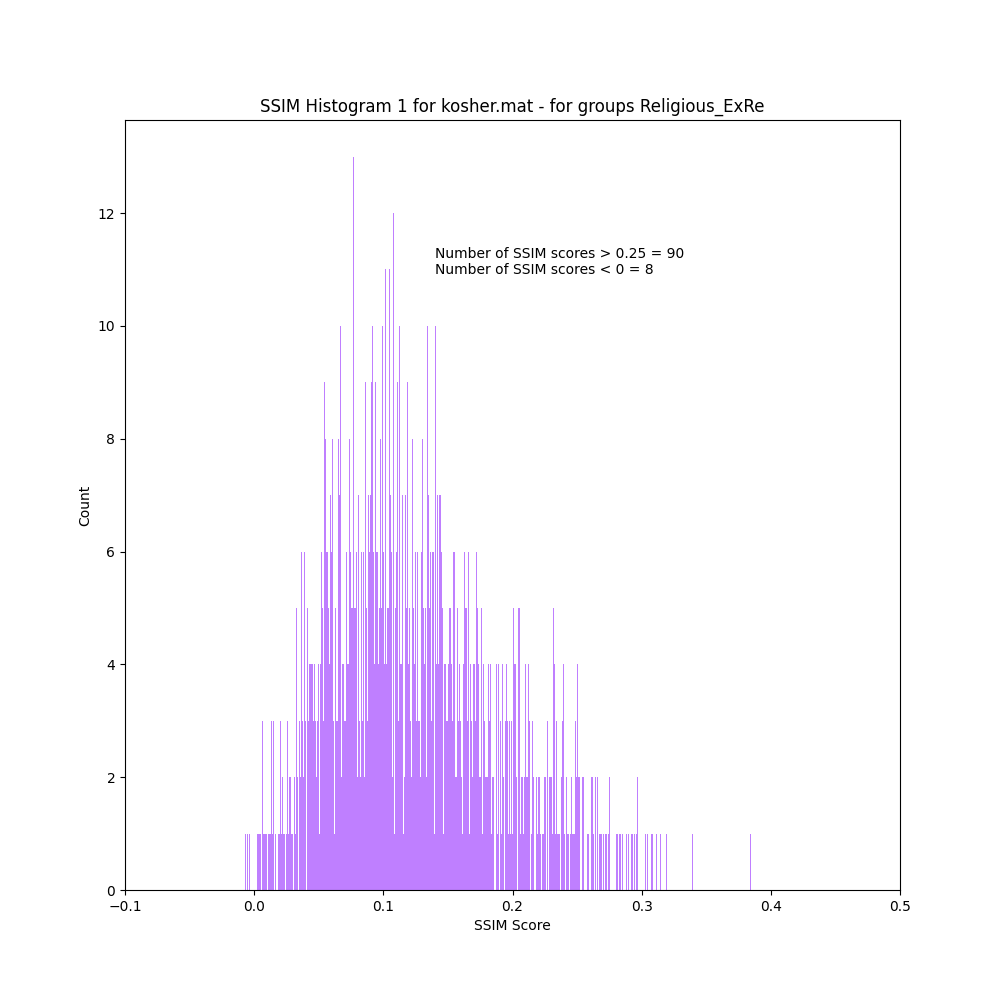 SSIM Histogram 1 for kosher.mat - for groups Religious_ExRe
12
Number of SSIM scores > 0.25 = 90
Number of SSIM scores < 0 = 8
10
8
Count
6
4
2
0
−0.1 0.0 0.1 0.2 0.3 0.4 0.5
SSIM Score